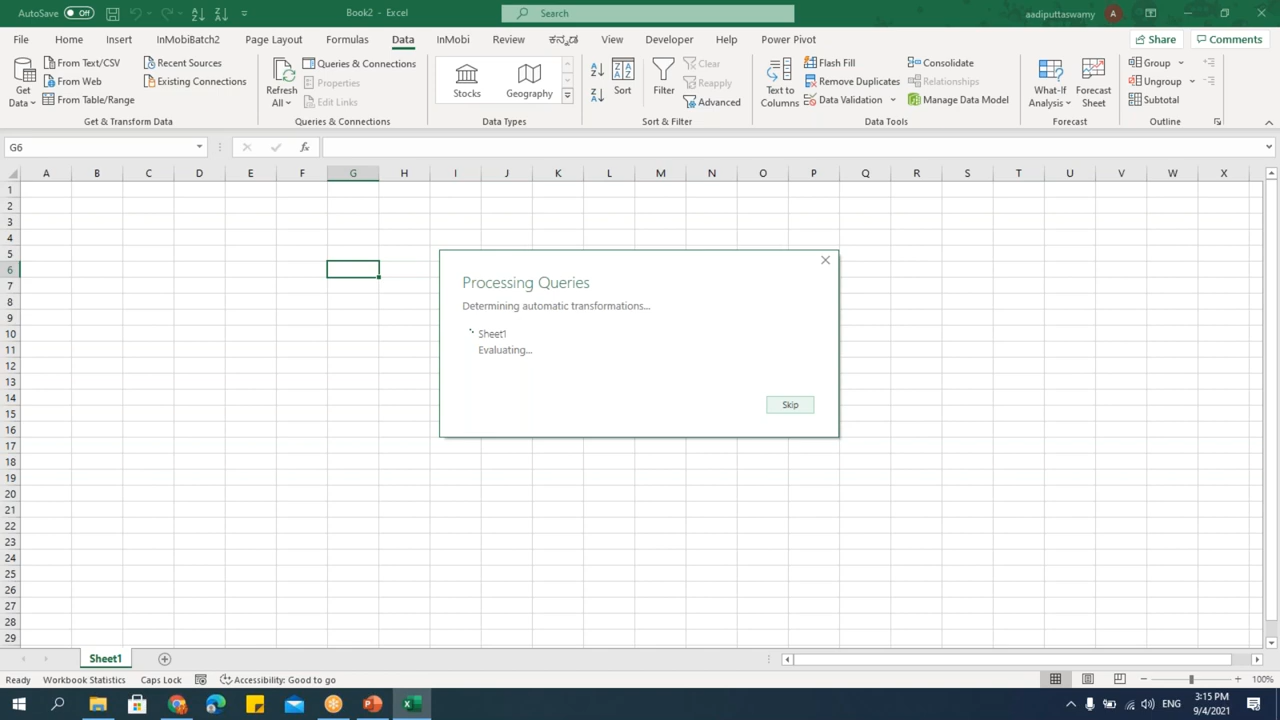 AutoSave Off Book2 - Excel Search aadiputtaswamy A
File Home Insert InMobiBatch2 Page Layout Formulas Data InMobi Review ಕನ್ನಡ View Developer Help Power Pivot Share Comments
Get Data
From Text/CSV
From Web
From Table/Range
Recent Sources
Existing Connections
Get & Transform Data
Refresh All
Queries & Connections
Properties
Edit Links
Queries & Connections
Stocks
Geography
Data Types
Sort
Filter
Clear
Reapply
Advanced
Sort & Filter
Text to Columns
Flash Fill
Remove Duplicates
Data Validation
Consolidate
Relationships
Manage Data Model
Data Tools
What-If Analysis
Forecast Sheet
Forecast
Group
Ungroup
Subtotal
Outline
G6 fx
A B C D E F G H I J K L M N O P Q R S T U V W X
1
2
3
4
5
6
7
8
9
10
11
12
13
14
15
16
17
18
19
20
21
22
23
24
25
26
27
28
29
Processing Queries
Determining automatic transformations...
Sheet1
Evaluating...
Skip
Sheet1
Ready Workbook Statistics Caps Lock Accessibility: Good to go 100%
ENG 3:15 PM
9/4/2021